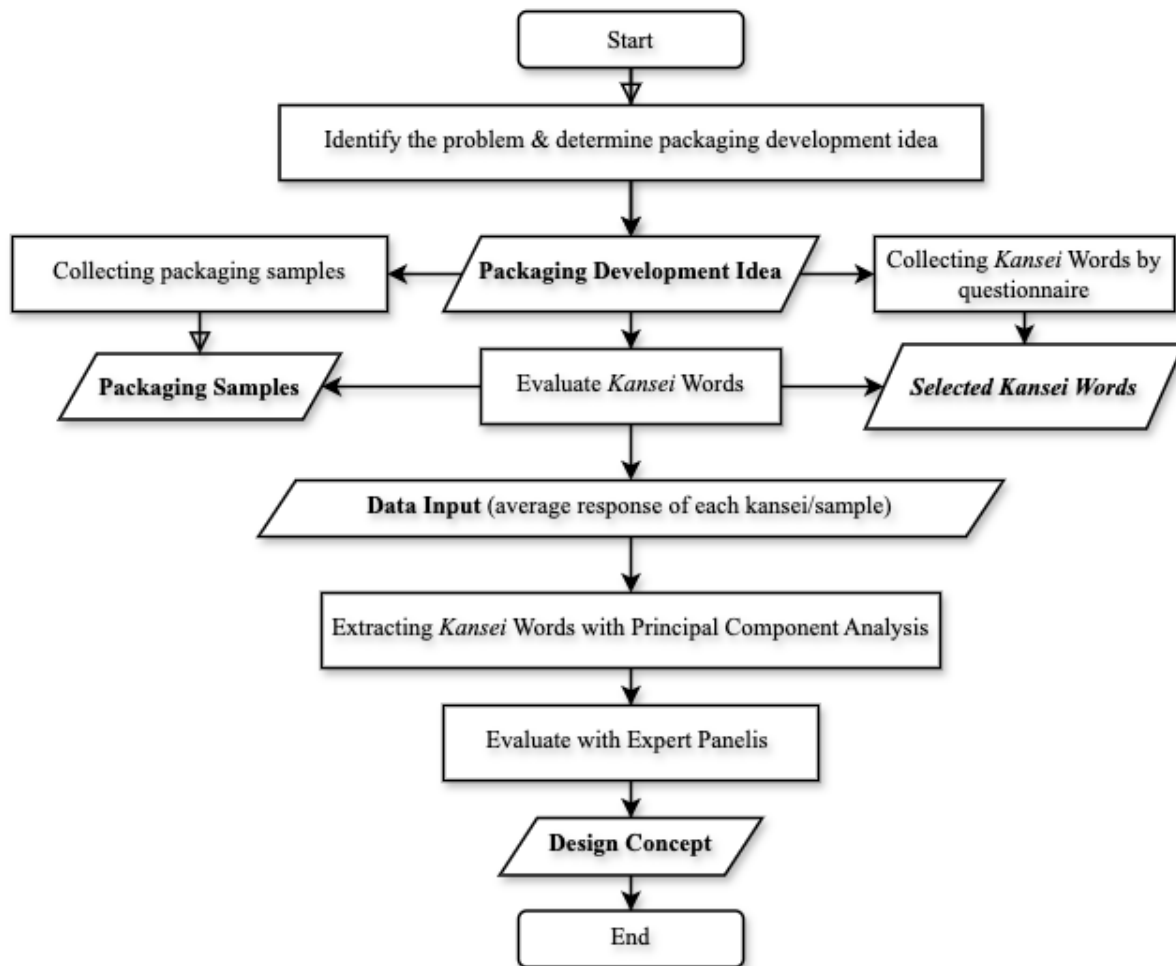 Start
Identify the problem & determine packaging development idea
Collecting packaging samples
Packaging Development Idea
Collecting Kansei Words by
questionnaire
Packaging Samples
Evaluate Kansei Words
Selected Kansei Words
Data Input (average response of each kansei/sample)
Extracting Kansei Words with Principal Component Analysis
Evaluate with Expert Panelis
Design Concept
End